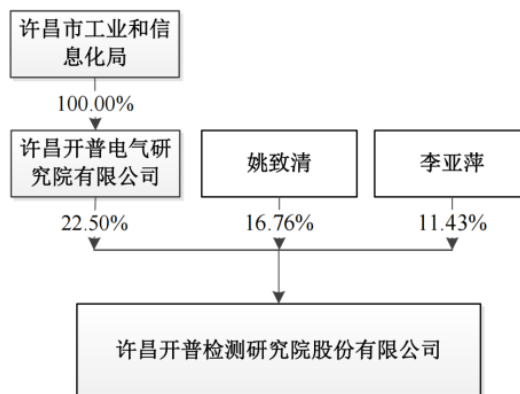 许昌市工业和信
息化局
100.00%
许昌开普电气研
究院有限公司
姚致清
李亚萍
22.50%
16.76%
11.43%
许昌开普检测研究院股份有限公司